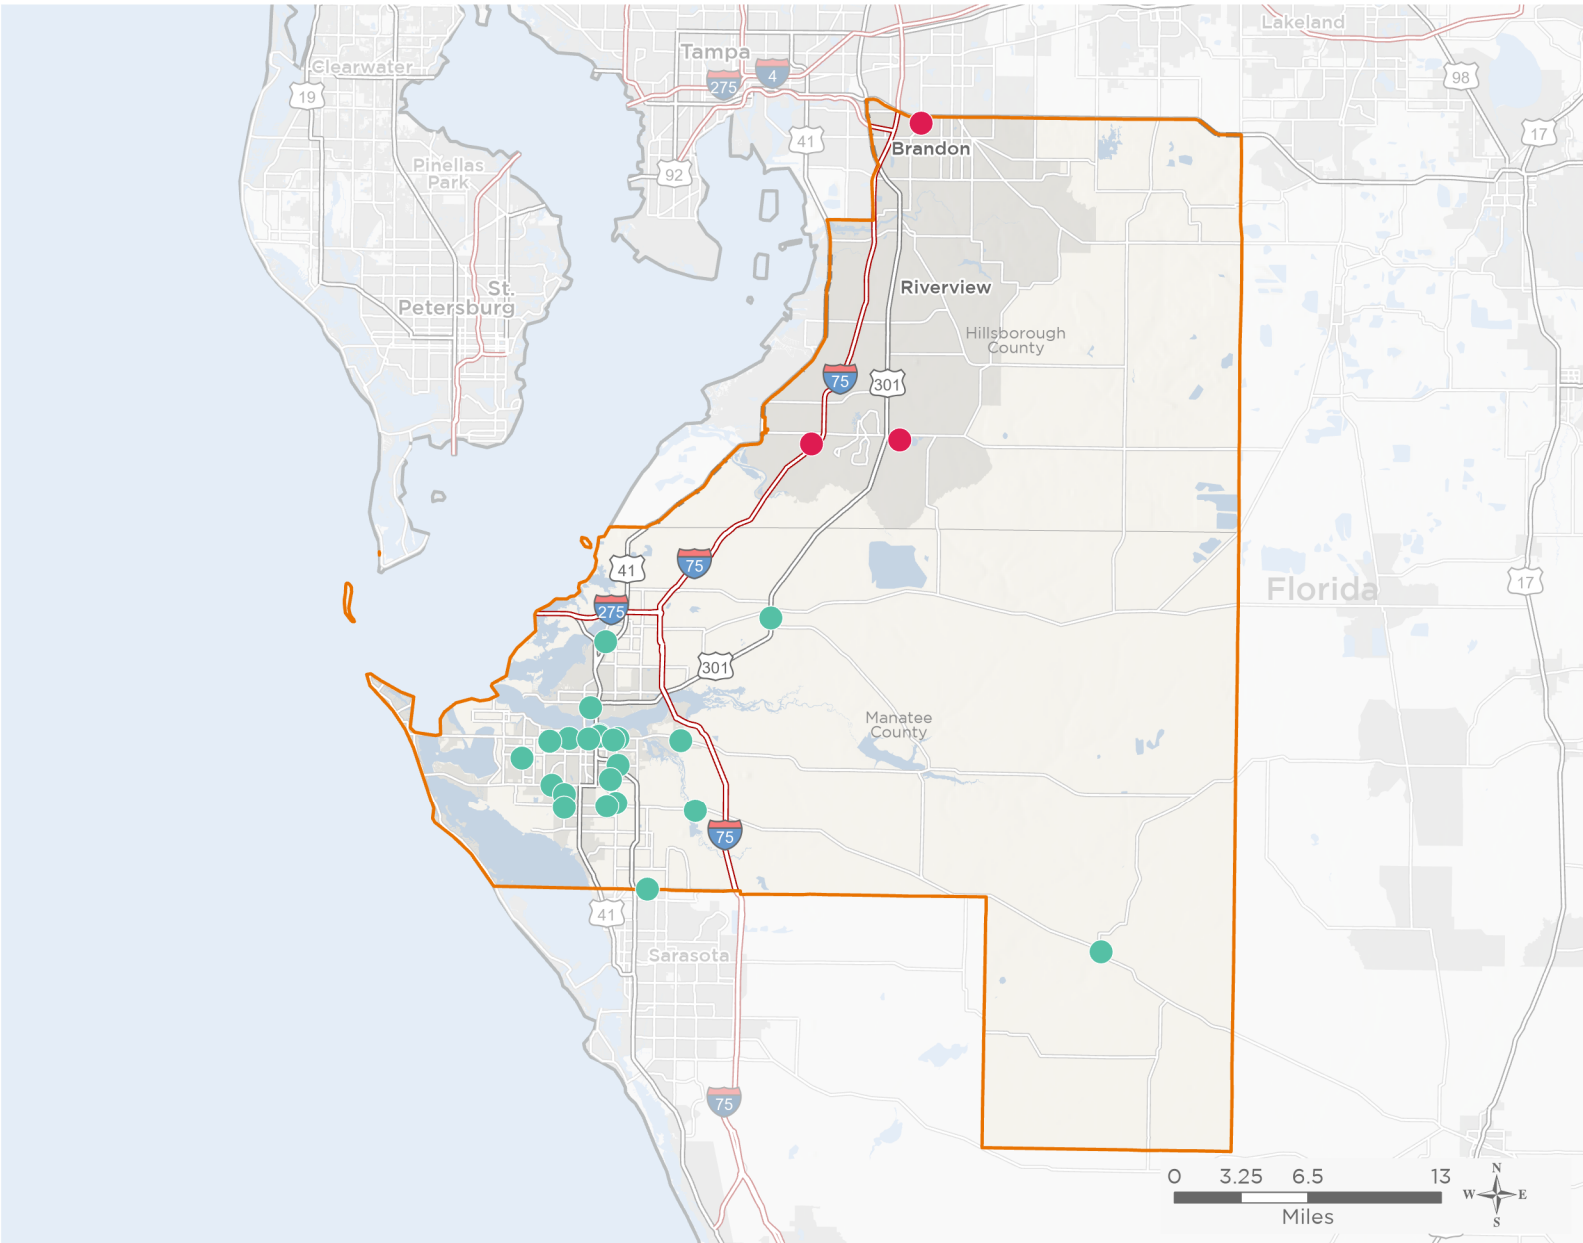 Lakeland
Tampa
Clearwater
275
4
98
19
41
17
Brandon
Pinellas
Park
92
Riverview
St.
Petersburg
Hillsborough
County
75
301
41
75
Florida
17
275
301
Manatee
County
75
41
Sarasota
75
0 3.25 6.5 13
Miles
N
W E
S